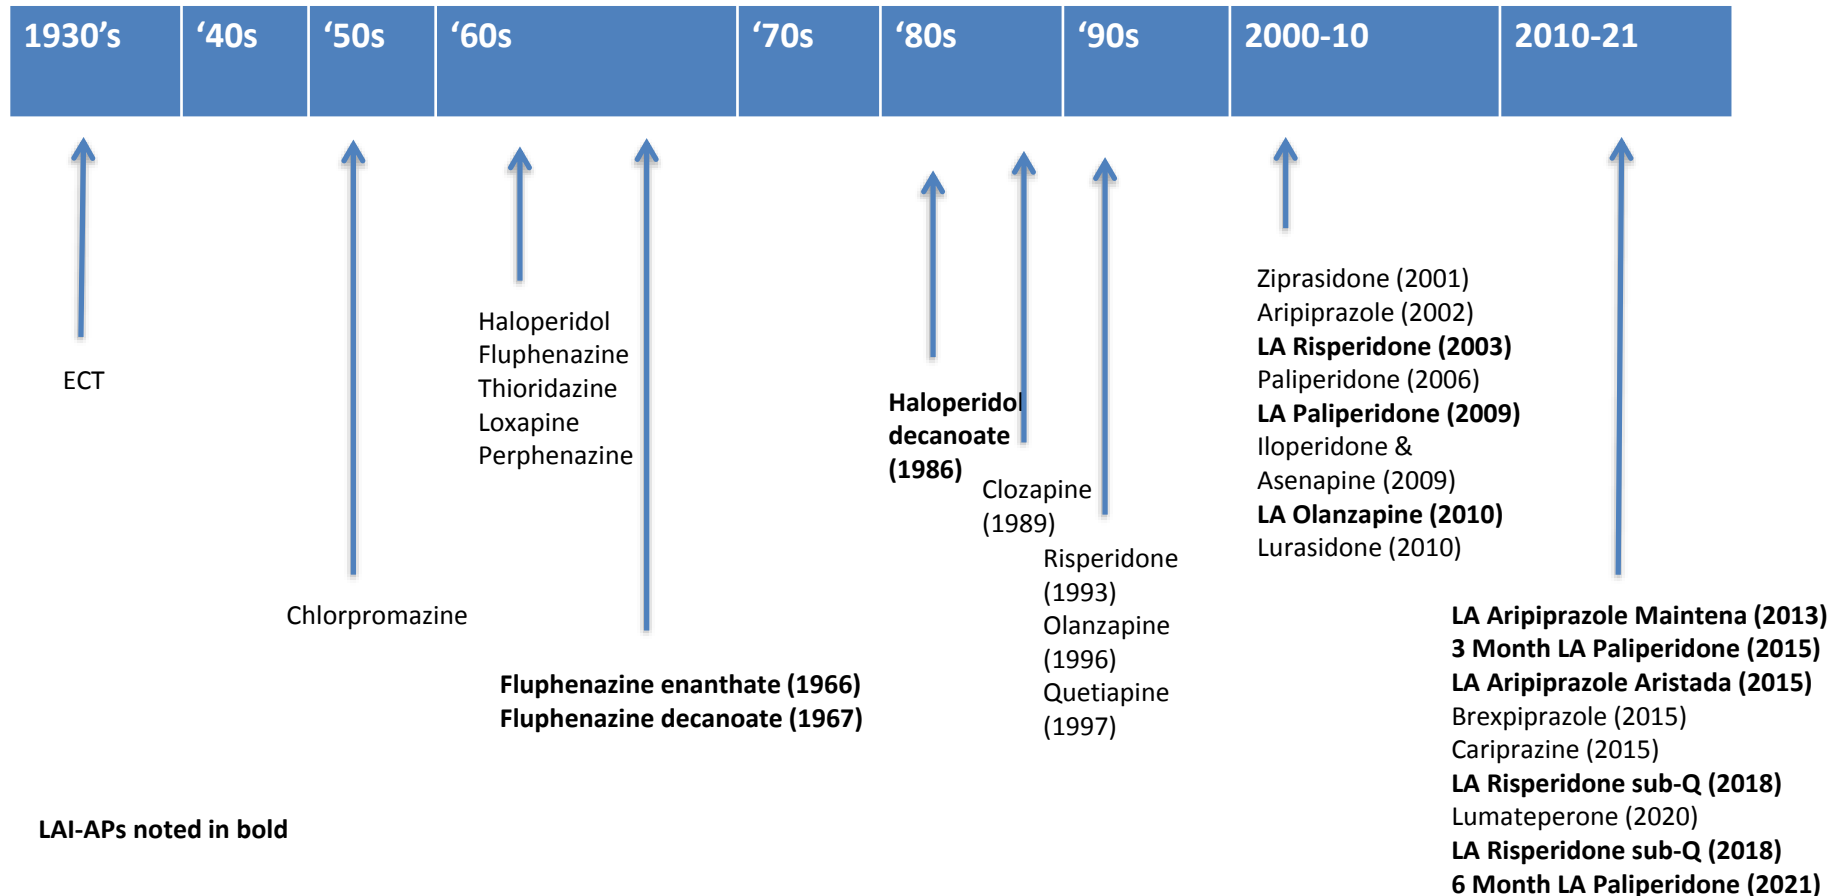 1930’s
‘40s
‘50s
‘60s
‘70s
‘80s
‘90s
2000-10
2010-21
ECT
Chlorpromazine
Haloperidol
Fluphenazine
Thioridazine
Loxapine
Perphenazine
Fluphenazine enanthate (1966)
Fluphenazine decanoate (1967)
Haloperidol
decanoate
(1986)
Clozapine
(1989)
Risperidone
(1993)
Olanzapine
(1996)
Quetiapine
(1997)
Ziprasidone (2001)
Aripiprazole (2002)
LA Risperidone (2003)
Paliperidone (2006)
LA Paliperidone (2009)
Iloperidone &
Asenapine (2009)
LA Olanzapine (2010)
Lurasidone (2010)
LA Aripiprazole Maintena (2013)
3 Month LA Paliperidone (2015)
LA Aripiprazole Aristada (2015)
Brexpiprazole (2015)
Cariprazine (2015)
LA Risperidone sub-Q (2018)
Lumateperone (2020)
LA Risperidone sub-Q (2018)
6 Month LA Paliperidone (2021)
LAI-APs noted in bold